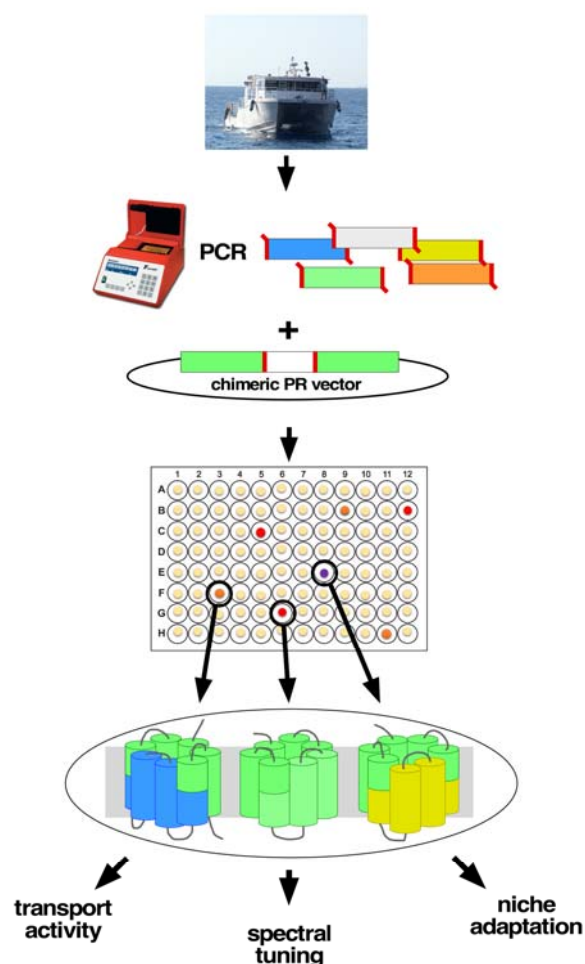 PCR
+
chimeric PR vector
1 2 3 4 5 6 7 8 9 10 11 12
A
B
C
D
E
F
G
H
transport
activity
spectral
tuning
niche
adaptation